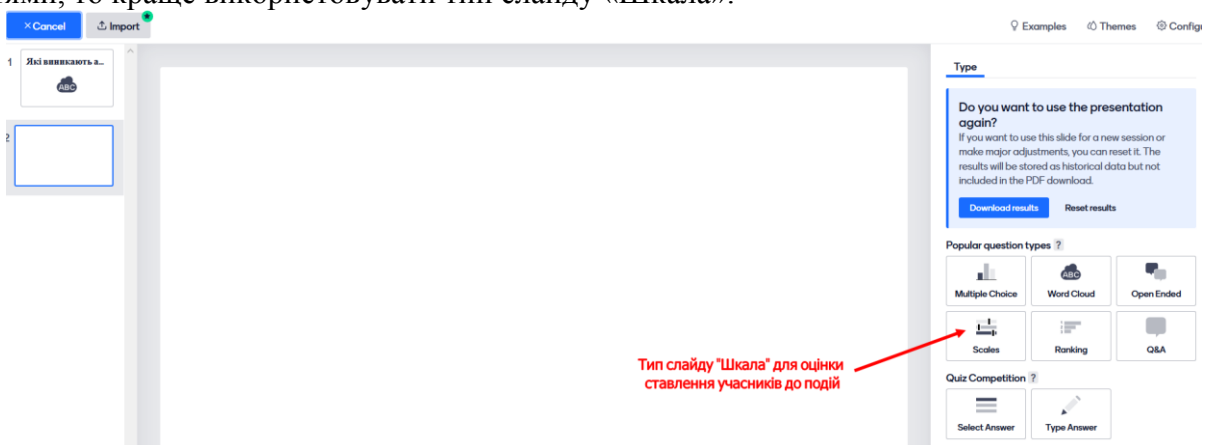 то краще використовувати тип слайду «Шкала».
×Cancel
Import
Examples
Themes
1
Які виникають а...
ABC
2
Type
Do you want to use the presentation
again?
If you want to use this slide for a new session or
make major adjustments, you can reset it. The
results will be stored as historical data but not
included in the PDF download.
Download results
Reset results
Popular question types ?
Multiple Choice
ABC
Word Cloud
Open Ended
Scales
Ranking
Q&A
Тип слайду "Шкала" для оцінки
ставлення учасників до подій
Quiz Competition ?
Select Answer
Type Answer